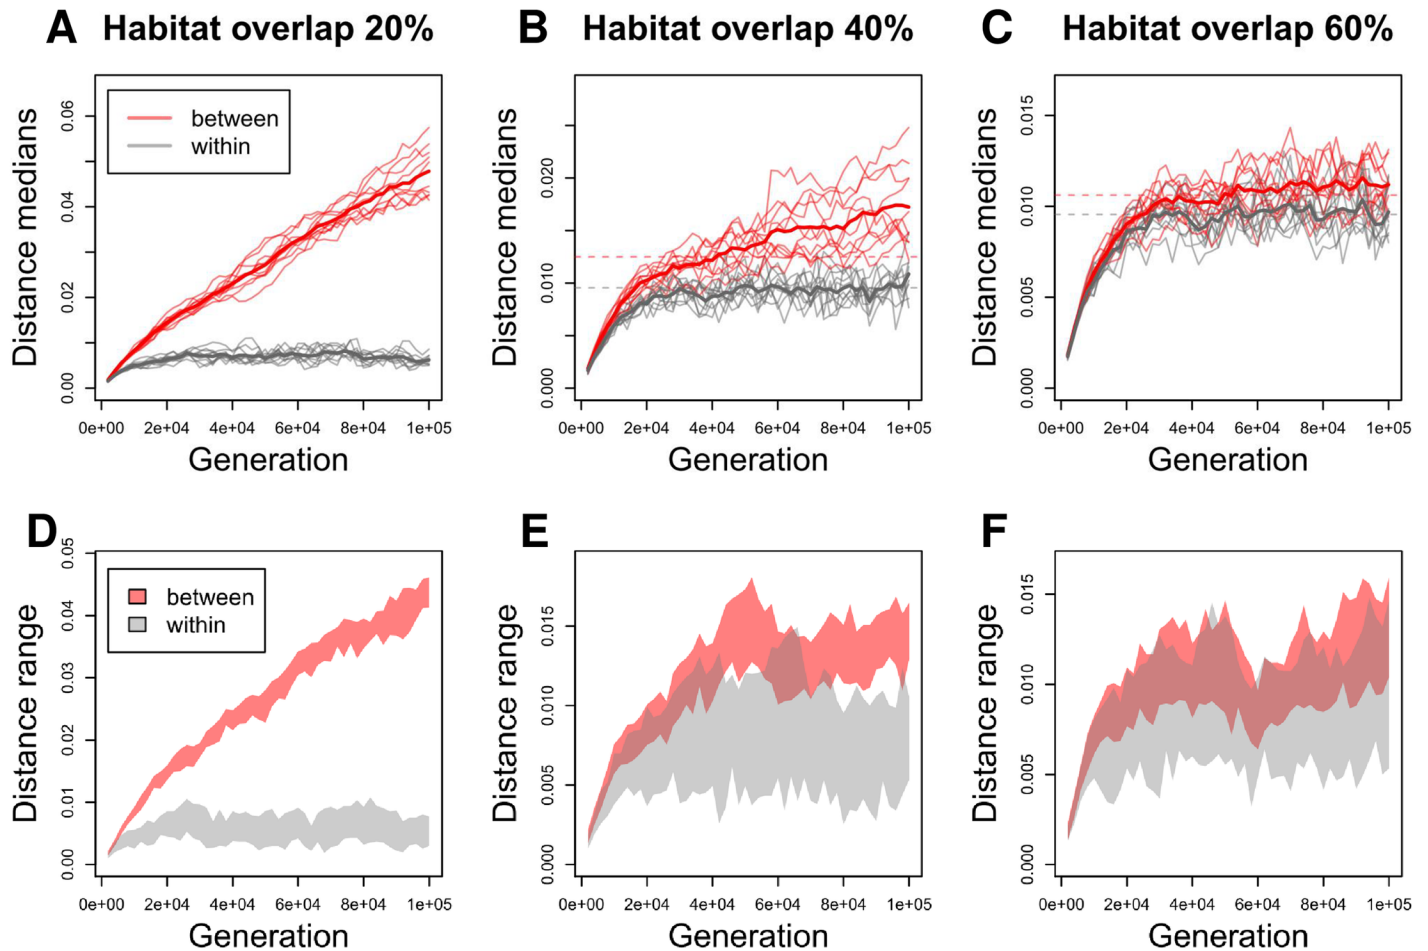 A Habitat overlap 20%
B Habitat overlap 40%
C Habitat overlap 60%
Distance medians
0.00 0.02 0.04 0.06
between
within
0e+00 2e+04 4e+04 6e+04 8e+04 1e+05
Generation
Distance medians
0.000 0.010 0.020
0e+00 2e+04 4e+04 6e+04 8e+04 1e+05
Generation
Distance medians
0.000 0.005 0.010 0.015
0e+00 2e+04 4e+04 6e+04 8e+04 1e+05
Generation
D
Distance range
0.00 0.01 0.02 0.03 0.04 0.05
between
within
0e+00 2e+04 4e+04 6e+04 8e+04 1e+05
Generation
E
Distance range
0.000 0.005 0.010 0.015
0e+00 2e+04 4e+04 6e+04 8e+04 1e+05
Generation
F
Distance range
0.000 0.005 0.010 0.015
0e+00 2e+04 4e+04 6e+04 8e+04 1e+05
Generation